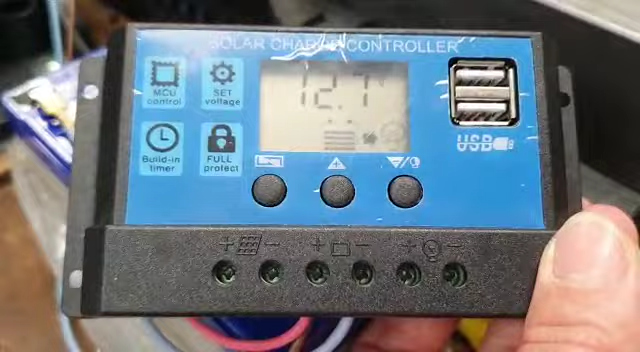 SOLAR CHARGE CONTROLLER
MCU
control
SET
voltage
12.7
Build-in
timer
FULL
protect
USB
+ - + - + -